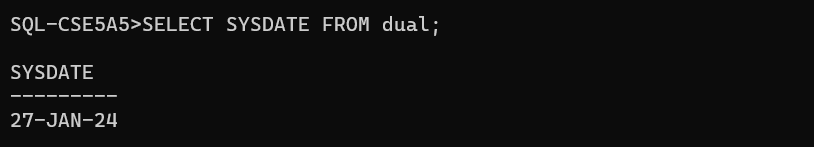 SQL-CSE5A5>SELECT SYSDATE FROM dual;
SYSDATE
---------
27-JAN-24